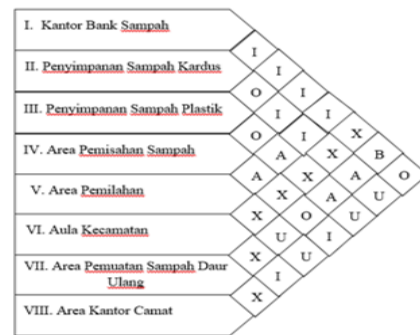 I. Kantor Bank Sampah
I
II. Penyimpanan Sampah Kardus
I
O I
III. Penyimpanan Sampah Plastik
I I
O I X
IV. Area Pemisahan Sampah
A X B
A X A O
V. Area Pemilahan
X A U
X O U
VI. Aula Kecamatan
U I
X U
VII. Area Pemuatan Sampah Daur
Ulang
I
X
VIII. Area Kantor Camat